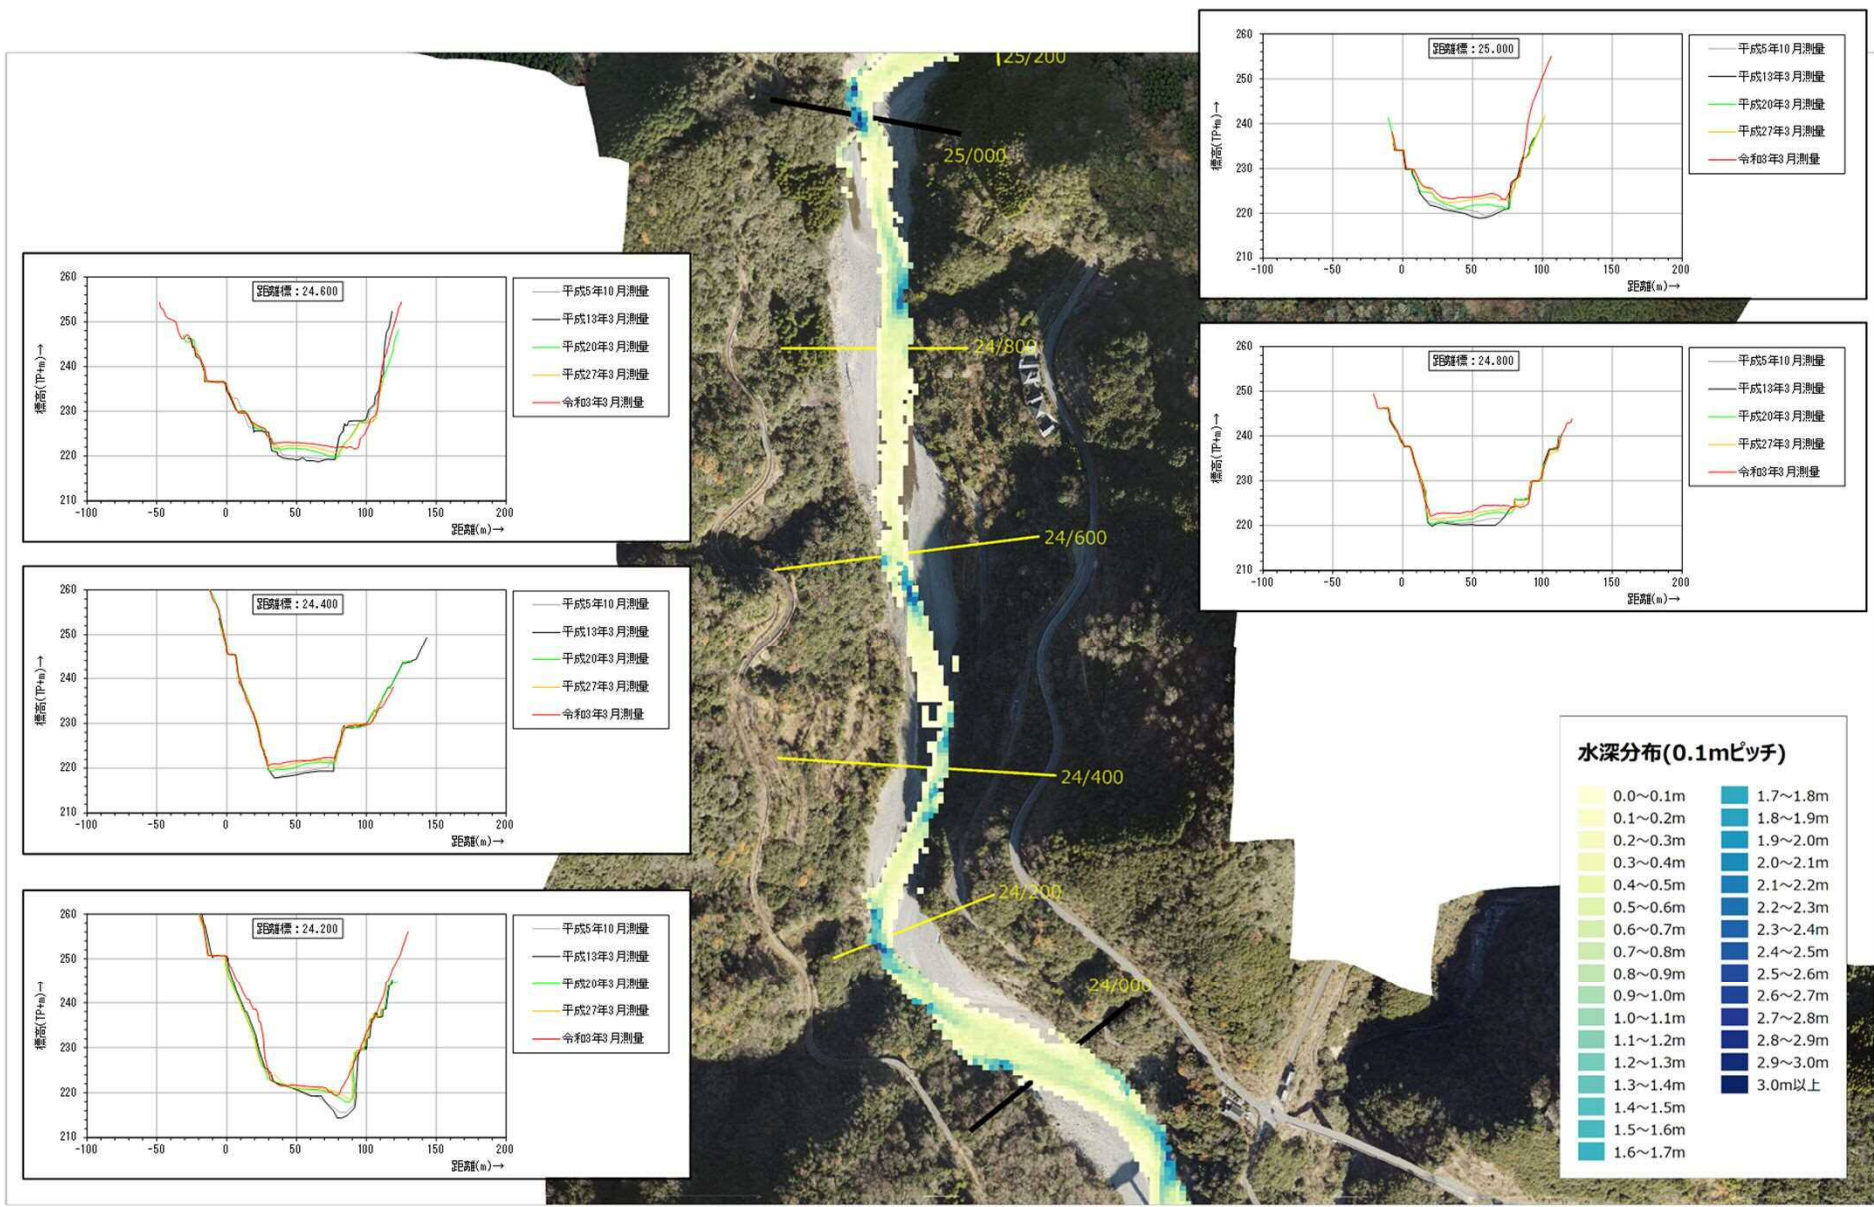 260
250
240
230
220
210
標高(TP+m)→
距離標：25.000
-100
-50
0
50
100
150
200
距離(m)→
平成5年10月測量
平成13年3月測量
平成20年3月測量
平成27年3月測量
令和3年3月測量
25/200
25/000
260
250
240
230
220
210
標高(TP+m)→
距離標：24.600
-100
-50
0
50
100
150
200
距離(m)→
平成5年10月測量
平成13年3月測量
平成20年3月測量
平成27年3月測量
令和3年3月測量
24/800
260
250
240
230
220
210
標高(TP+m)→
距離標：24.800
-100
-50
0
50
100
150
200
距離(m)→
平成5年10月測量
平成13年3月測量
平成20年3月測量
平成27年3月測量
令和3年3月測量
24/600
260
250
240
230
220
210
標高(TP+m)→
距離標：24.400
-100
-50
0
50
100
150
200
距離(m)→
平成5年10月測量
平成13年3月測量
平成20年3月測量
平成27年3月測量
令和3年3月測量
24/400
24/200
24/000
260
250
240
230
220
210
標高(TP+m)→
距離標：24.200
-100
-50
0
50
100
150
200
距離(m)→
平成5年10月測量
平成13年3月測量
平成20年3月測量
平成27年3月測量
令和3年3月測量
水深分布(0.1mピッチ)
0.0～0.1m
0.1～0.2m
0.2～0.3m
0.3～0.4m
0.4～0.5m
0.5～0.6m
0.6～0.7m
0.7～0.8m
0.8～0.9m
0.9～1.0m
1.0～1.1m
1.1～1.2m
1.2～1.3m
1.3～1.4m
1.4～1.5m
1.5～1.6m
1.6～1.7m
1.7～1.8m
1.8～1.9m
1.9～2.0m
2.0～2.1m
2.1～2.2m
2.2～2.3m
2.3～2.4m
2.4～2.5m
2.5～2.6m
2.6～2.7m
2.7～2.8m
2.8～2.9m
2.9～3.0m
3.0m以上